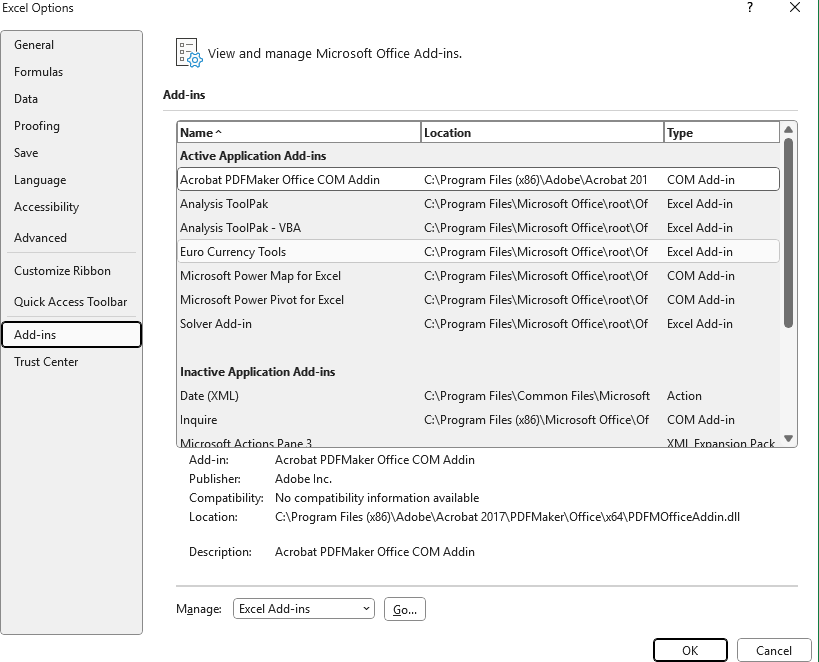 Excel Options
?
General
Formulas
Data
Proofing
Save
Language
Accessibility
Advanced
Customize Ribbon
Quick Access Toolbar
Add-ins
Trust Center
View and manage Microsoft Office Add-ins.
Add-ins
Name Location Type
Active Application Add-ins
Acrobat PDFMaker Office COM Addin C:\Program Files (x86)\Adobe\Acrobat 201 COM Add-in
Analysis ToolPak C:\Program Files\Microsoft Office\root\Of Excel Add-in
Analysis ToolPak - VBA C:\Program Files\Microsoft Office\root\Of Excel Add-in
Euro Currency Tools C:\Program Files\Microsoft Office\root\Of Excel Add-in
Microsoft Power Map for Excel C:\Program Files\Microsoft Office\root\Of COM Add-in
Microsoft Power Pivot for Excel C:\Program Files\Microsoft Office\root\Of COM Add-in
Solver Add-in C:\Program Files\Microsoft Office\root\Of Excel Add-in
Inactive Application Add-ins
Date (XML) C:\Program Files\Common Files\Microsoft Action
Inquire C:\Program Files (x86)\Microsoft Office\Of COM Add-in
Microsoft Actions Pane 3 XML Expansion Pack
Add-in: Acrobat PDFMaker Office COM Addin
Publisher: Adobe Inc.
Compatibility: No compatibility information available
Location: C:\Program Files (x86)\Adobe\Acrobat 2017\PDFMaker\Office\x64\PDFMOfficeAddin.dll
Description: Acrobat PDFMaker Office COM Addin
Manage: Excel Add-ins Go...
OK Cancel